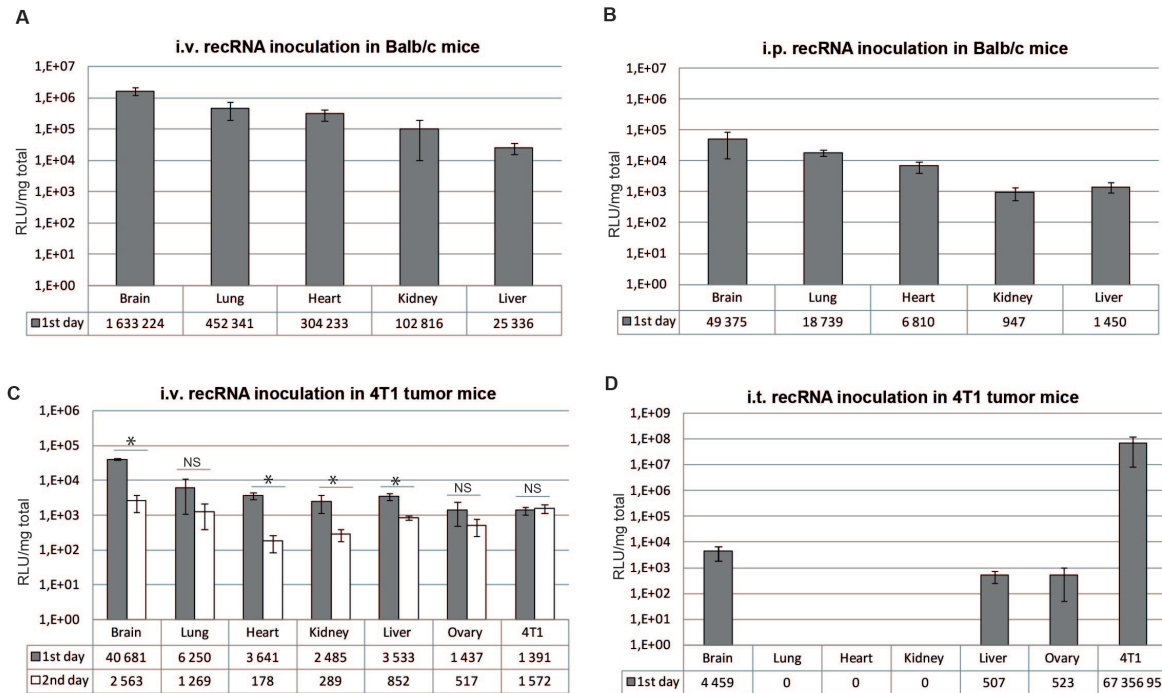 A
i.v. recRNA inoculation in Balb/c mice
RLU/mg total
1,E+07
1,E+06
1,E+05
1,E+04
1,E+03
1,E+02
1,E+01
1,E+00
Brain Lung Heart Kidney Liver
1st day 1 633 224 452 341 304 233 102 816 25 336
B
i.p. recRNA inoculation in Balb/c mice
RLU/mg total
1,E+07
1,E+06
1,E+05
1,E+04
1,E+03
1,E+02
1,E+01
1,E+00
Brain Lung Heart Kidney Liver
1st day 49 375 18 739 6 810 947 1 450
C
i.v. recRNA inoculation in 4T1 tumor mice
RLU/mg total
1,E+06
1,E+05
1,E+04
1,E+03
1,E+02
1,E+01
1,E+00
* NS * * * NS NS
Brain Lung Heart Kidney Liver Ovary 4T1
1st day 40 681 6 250 3 641 2 485 3 533 1 437 1 391
2nd day 2 563 1 269 178 289 852 517 1 572
D
i.t. recRNA inoculation in 4T1 tumor mice
RLU/mg total
1,E+09
1,E+08
1,E+07
1,E+06
1,E+05
1,E+04
1,E+03
1,E+02
1,E+01
1,E+00
Brain Lung Heart Kidney Liver Ovary 4T1
1st day 4 459 0 0 0 507 523 67 356 95